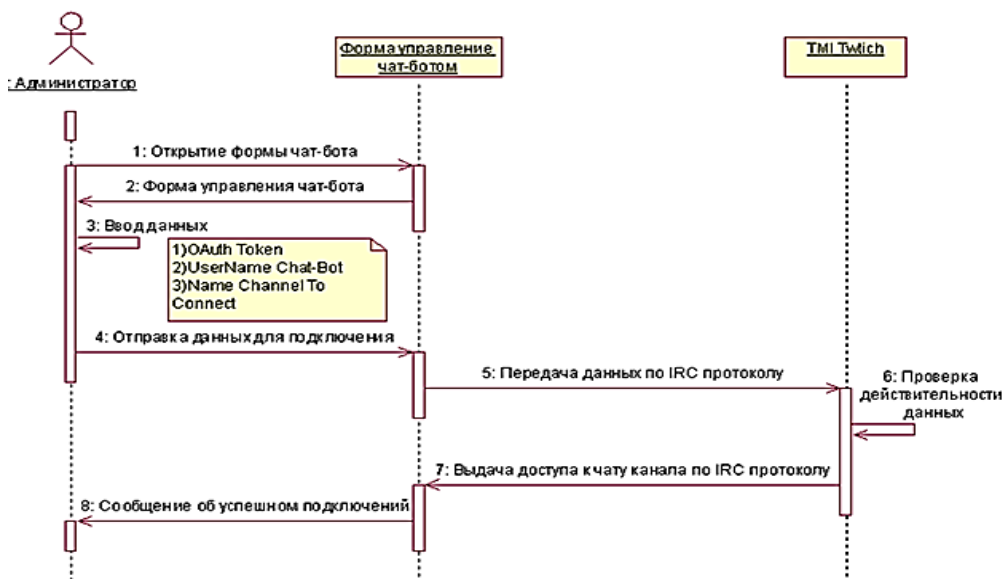 Форма управление
чат-ботом
TMI Twtich
: Администратор
1: Открытие формы чат-бота
2: Форма управления чат-бота
3: Ввод данных
1)OAuth Token
2)UserName Chat-Bot
3)Name Channel To
Connect
4: Отправка данных для подключения
5: Передача данных по IRC протоколу
6: Проверка
действительности
данных
7: Выдача доступа к чату канала по IRC протоколу
8: Сообщение об успешном подключений